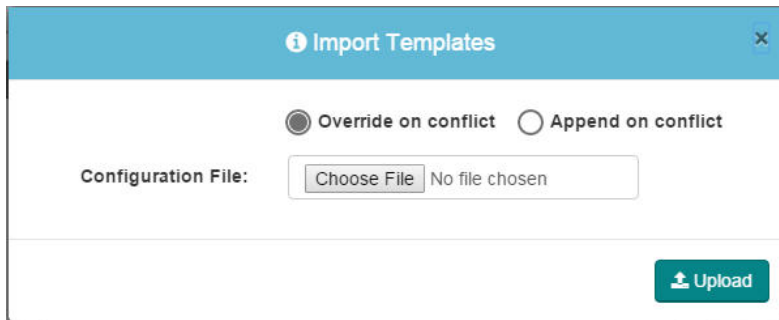 Import Templates
×
Override on conflict Append on conflict
Configuration File: Choose File No file chosen
Upload